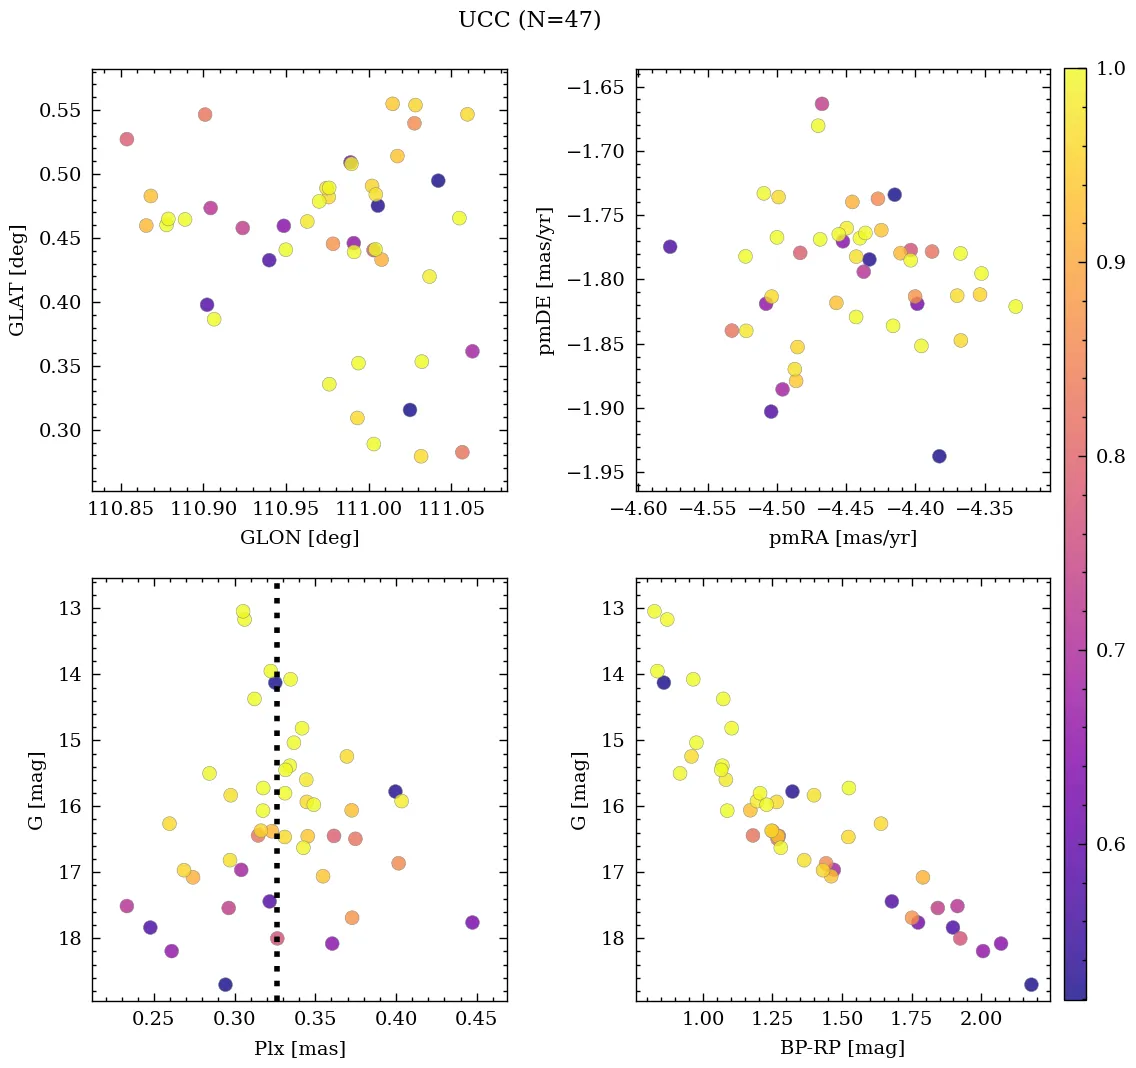 UCC (N=47)
0.55
0.50
0.45
0.40
0.35
0.30
GLAT [deg]
110.85 110.90 110.95 111.00 111.05
GLON [deg]
−1.65
−1.70
−1.75
−1.80
−1.85
−1.90
−1.95
pmDE [mas/yr]
−4.60 −4.55 −4.50 −4.45 −4.40 −4.35
pmRA [mas/yr]
1.0
0.9
0.8
0.7
0.6
13
14
15
16
17
18
G [mag]
0.25 0.30 0.35 0.40 0.45
Plx [mas]
13
14
15
16
17
18
G [mag]
1.00 1.25 1.50 1.75 2.00
BP-RP [mag]